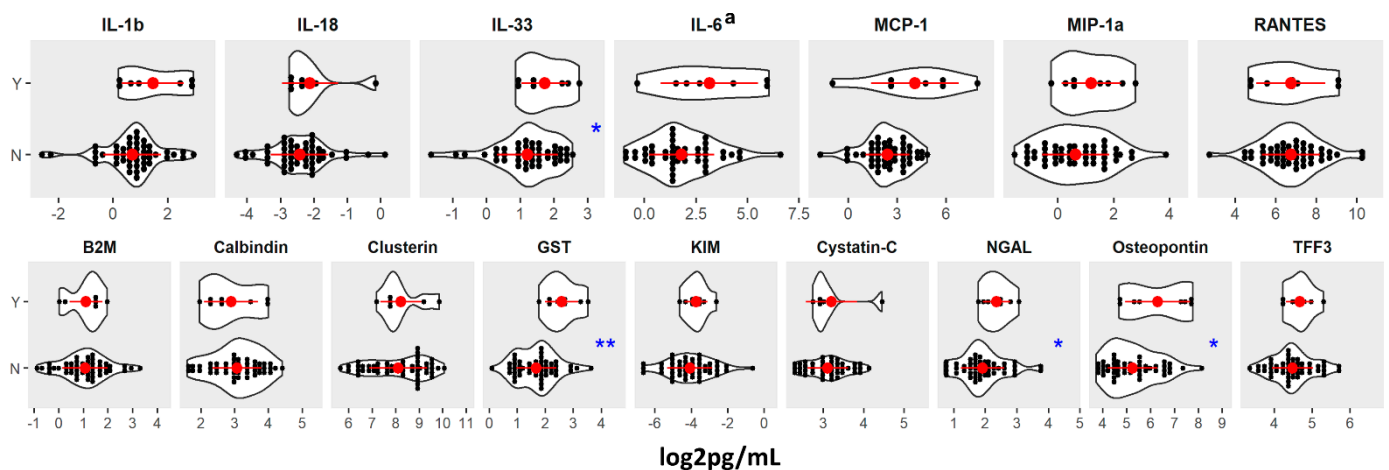 IL-1b IL-18 IL-33 IL-6a MCP-1 MIP-1a RANTES
Y
N *
-2 0 2 -4 -3 -2 -1 0 -1 0 1 2 3 0.0 2.5 5.0 7.5 0 3 6 0 2 4 4 6 8 10
B2M Calbindin Clusterin GST KIM Cystatin-C NGAL Osteopontin TFF3
Y
** * *
N
-1 0 1 2 3 4 2 3 4 5 6 7 8 9 10 11 0 1 2 3 4 5 -6 -4 -2 0 3 4 5 1 2 3 4 5 4 5 6 7 8 9 4 5 6
log2pg/mL